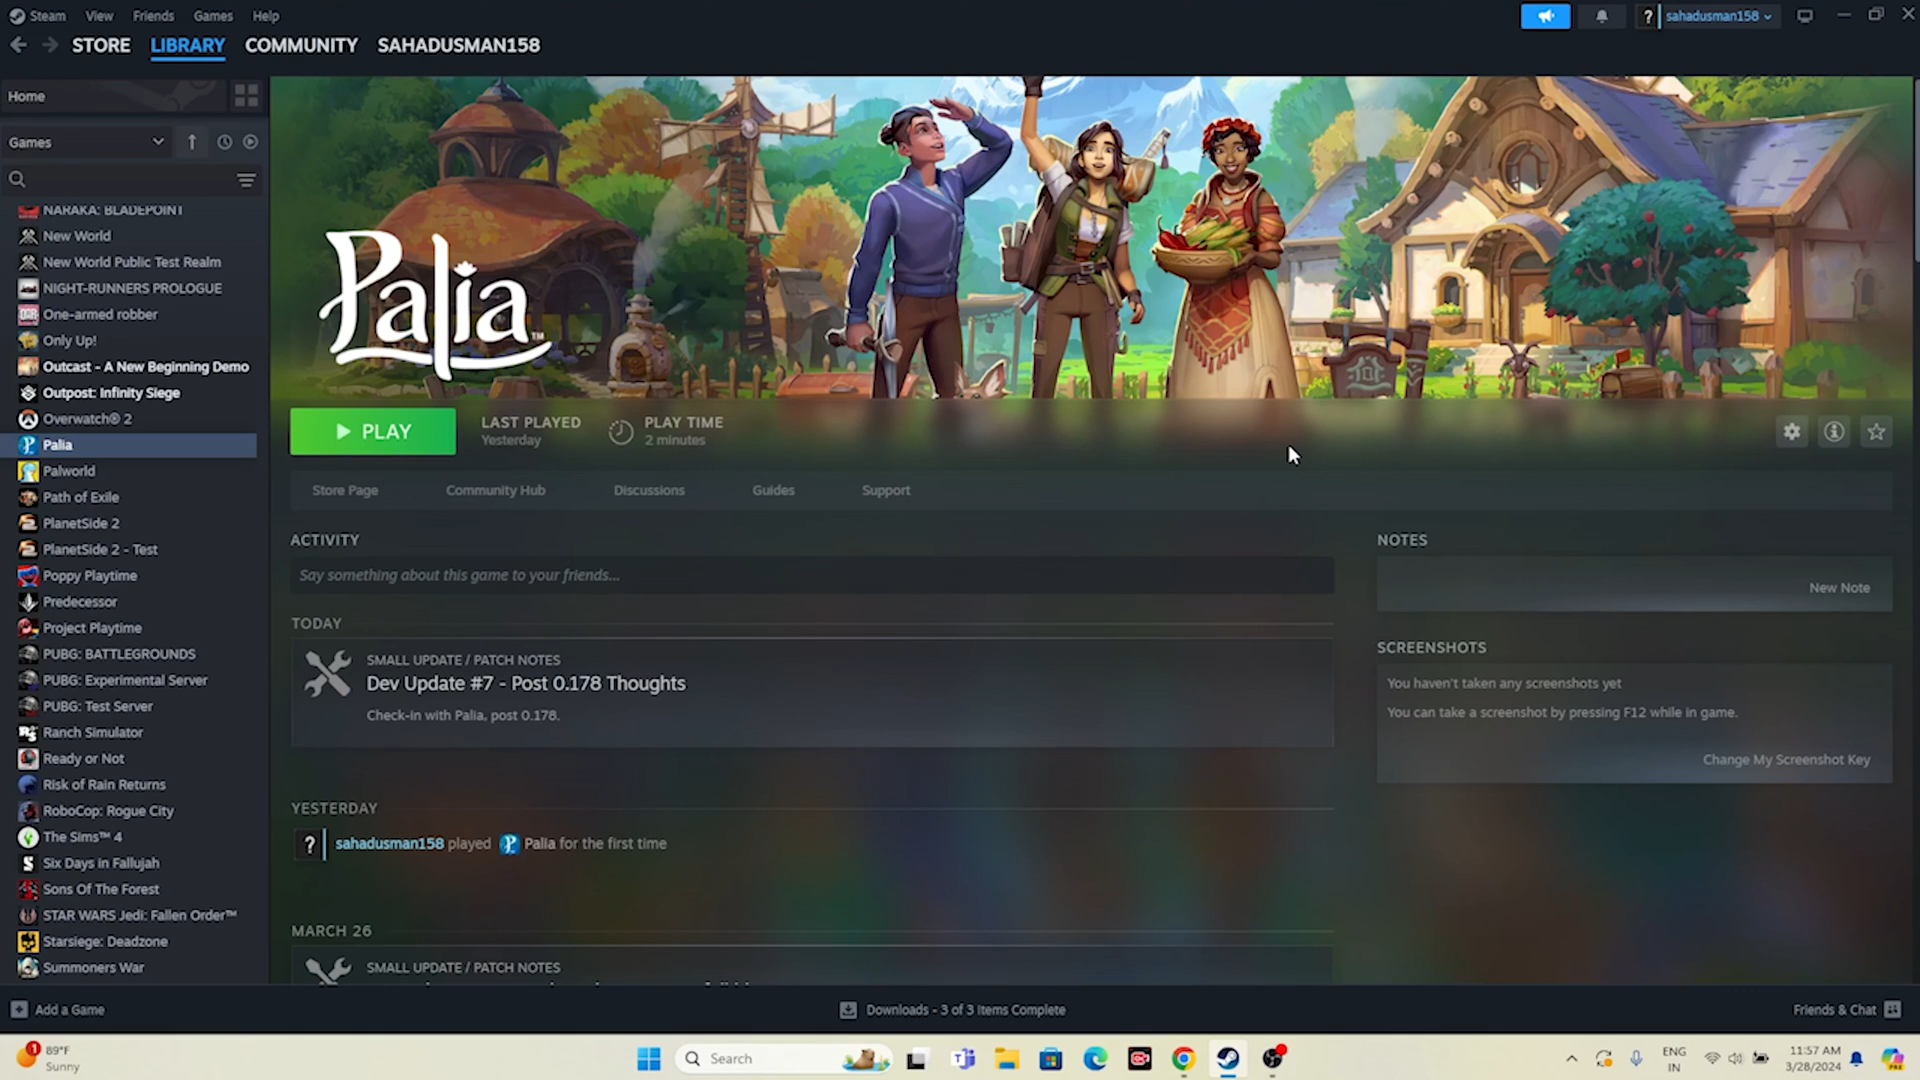 Steam View Friends Games Help
sahadusman158
STORE LIBRARY COMMUNITY SAHADUSMAN158
Home
Games
NARAKA: BLADEPOINT
New World
New World Public Test Realm
NIGHT-RUNNERS PROLOGUE
One-armed robber
Only Up!
Outcast - A New Beginning Demo
Outpost: Infinity Siege
Overwatch® 2
Palia
Palworld
Path of Exile
PlanetSide 2
PlanetSide 2 - Test
Poppy Playtime
Predecessor
Project Playtime
PUBG: BATTLEGROUNDS
PUBG: Experimental Server
PUBG: Test Server
Ranch Simulator
Ready or Not
Risk of Rain Returns
RoboCop: Rogue City
The Sims™ 4
Six Days in Fallujah
Sons Of The Forest
STAR WARS Jedi: Fallen Order™
Starsiege: Deadzone
Summoners War
Palia™
PLAY
LAST PLAYED
Yesterday
PLAY TIME
2 minutes
Store Page Community Hub Discussions Guides Support
ACTIVITY
Say something about this game to your friends...
TODAY
SMALL UPDATE / PATCH NOTES
Dev Update #7 - Post 0.178 Thoughts
Check-in with Palia, post 0.178.
YESTERDAY
? sahadusman158 played Palia for the first time
MARCH 26
SMALL UPDATE / PATCH NOTES
NOTES
New Note
SCREENSHOTS
You haven't taken any screenshots yet
You can take a screenshot by pressing F12 while in game.
Change My Screenshot Key
Add a Game
Downloads - 3 of 3 Items Complete
Friends & Chat
1
89°F
Sunny
Search
ENG
IN
11:57 AM
3/28/2024